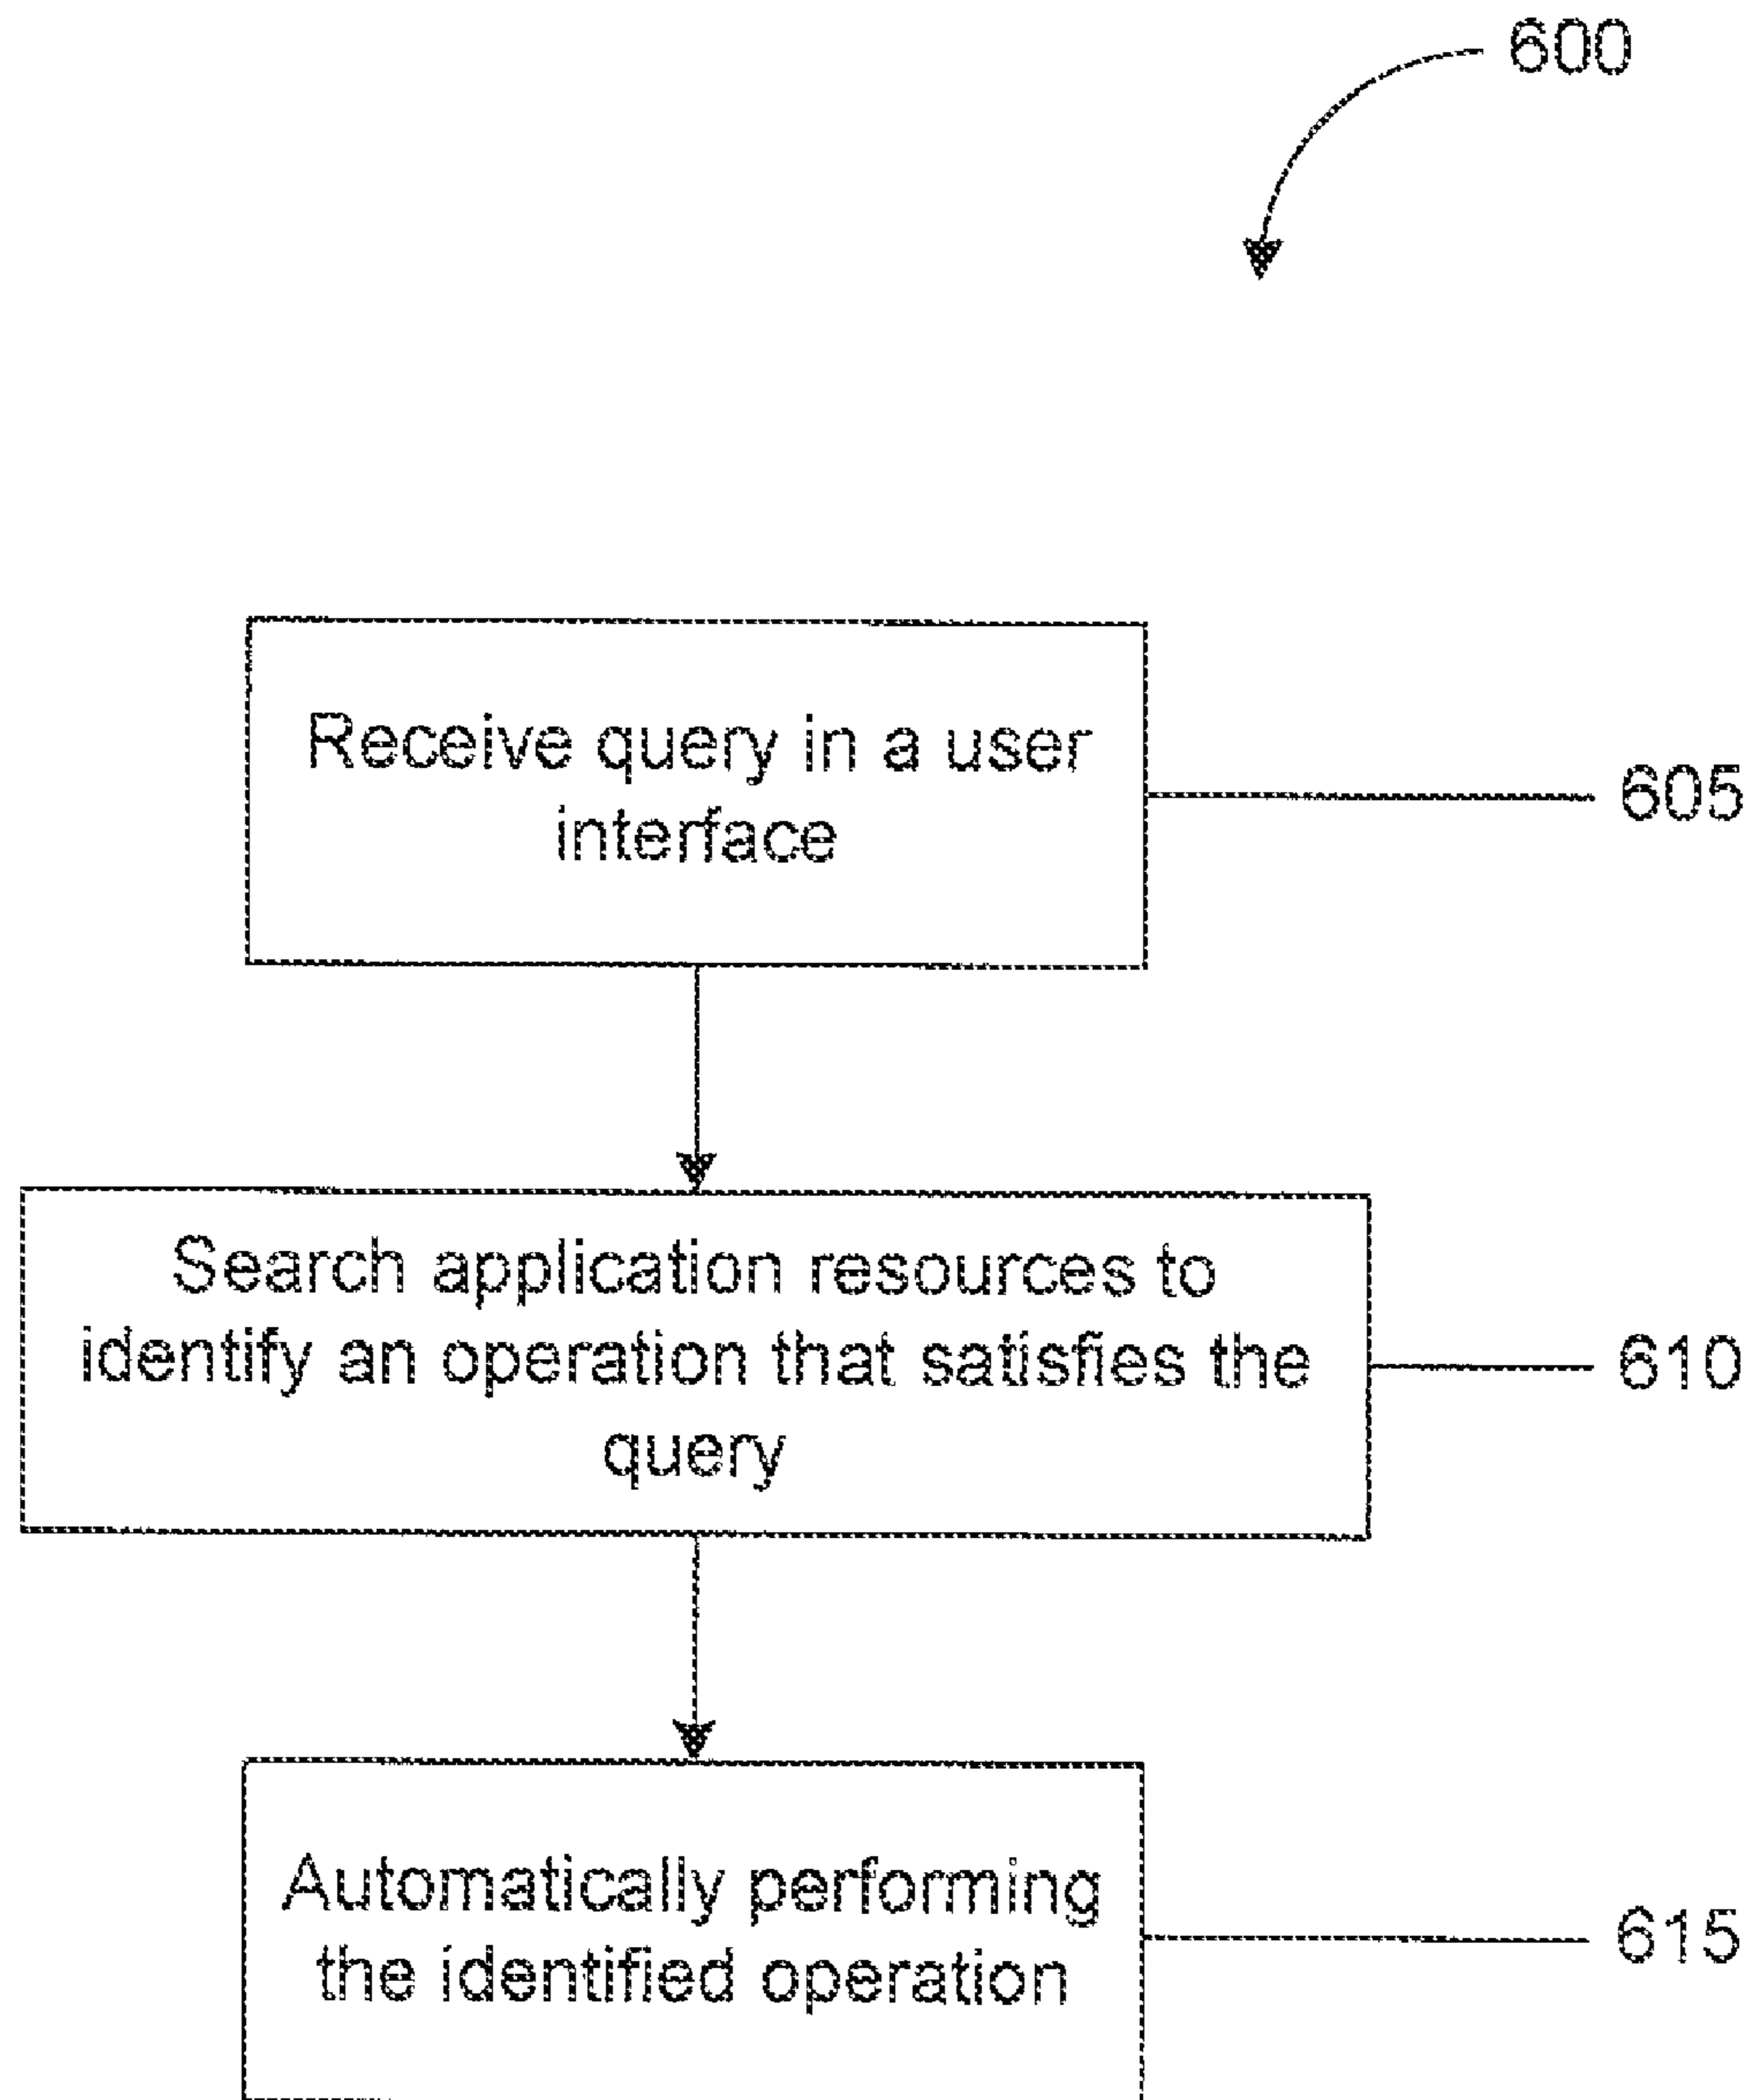 600
Receive query in a user
interface
605
Search application resources to
identify an operation that satisfies the
query
610
Automatically performing
the identified operation
615